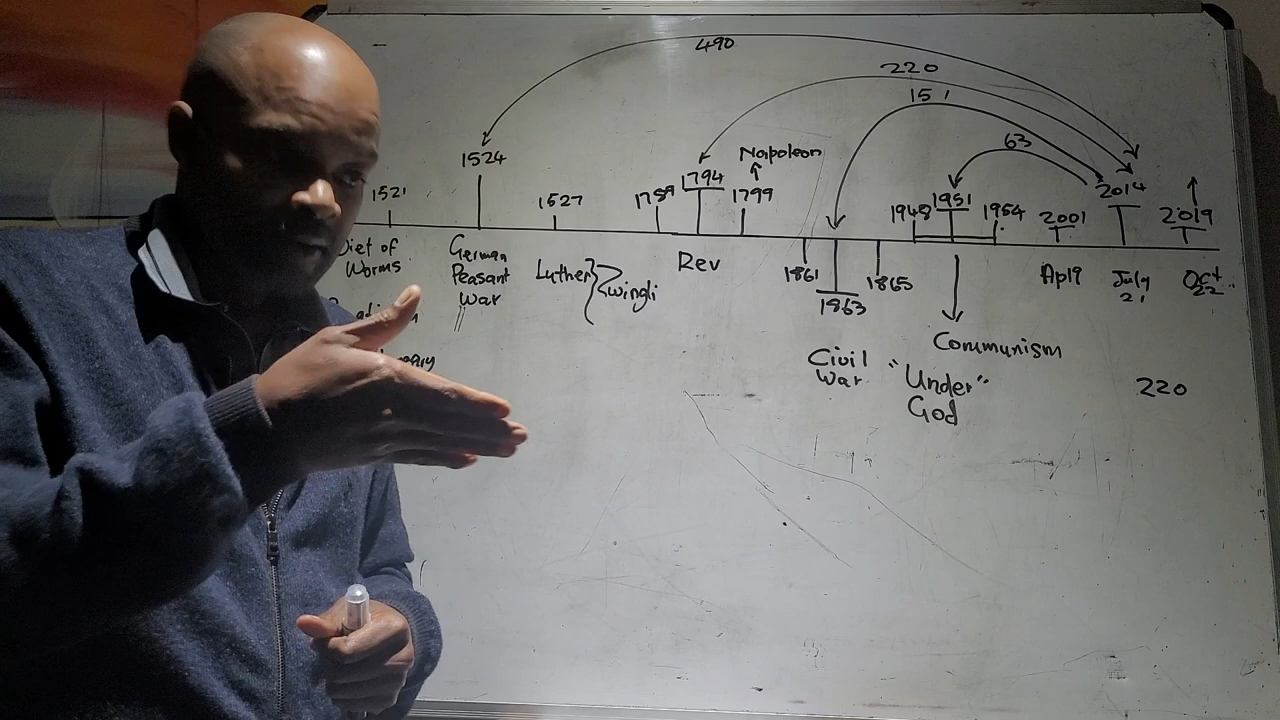 490
220
151
63
1524
1521
1527
1789
1794
Napoleon
1799
1948
1951
1954
2001
2014
2019
Diet of
Worms
German
Peasant
War
Luther
Zwingli
Rev
1861
1863
1865
Civil
War
"Under"
God
Communism
Ap19
July
21
Oct
22
220